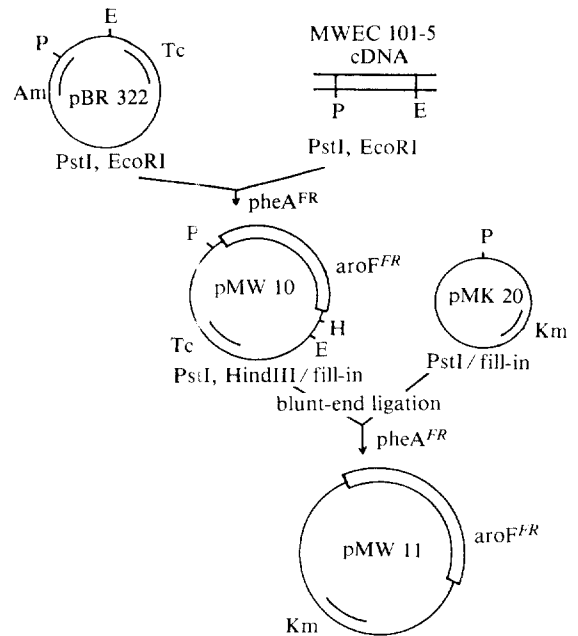 E
P
Tc
Am
pBR 322
PstI, EcoRI
MWEC 101-5
cDNA
P
E
PstI, EcoRI
pheA^FR
P
aroF^FR
pMW 10
H
E
Tc
PstI, HindIII/fill-in
P
pMK 20
Km
PstI/fill-in
blunt-end ligation
pheA^FR
aroF^FR
pMW 11
Km